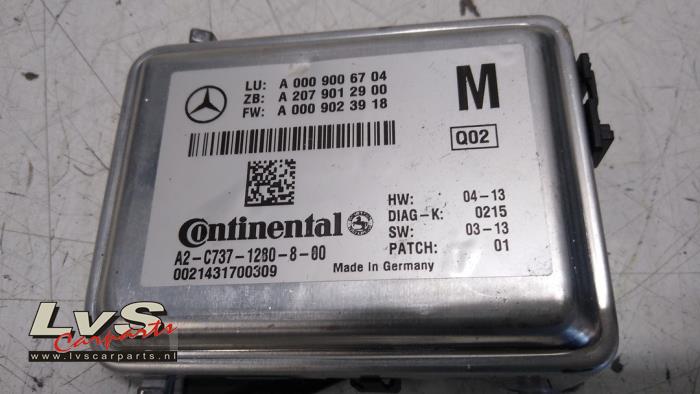 LU: A 000 900 67 04
ZB: A 207 901 29 00
FW: A 000 902 39 18
M
Q02
Continental
A2-C737-1280-8-00
0021431700309
HW: 04-13
DIAG-K: 0215
SW: 03-13
PATCH: 01
Made in Germany
LvS
Carparts
www.lvscarparts.nl